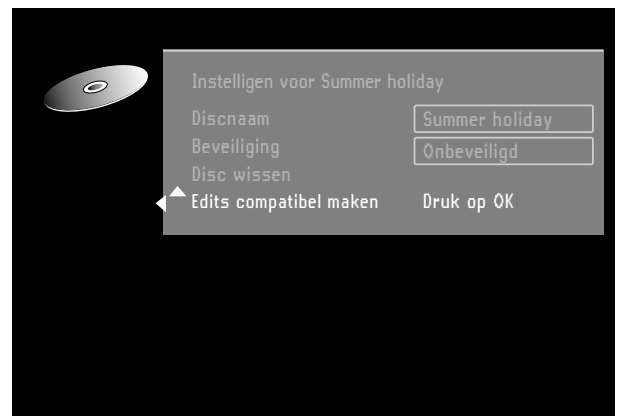 Instelligen voor Summer holiday
Discnaam Summer holiday
Beveiliging Onbeveiligd
Disc wissen
Edits compatibel maken Druk op OK